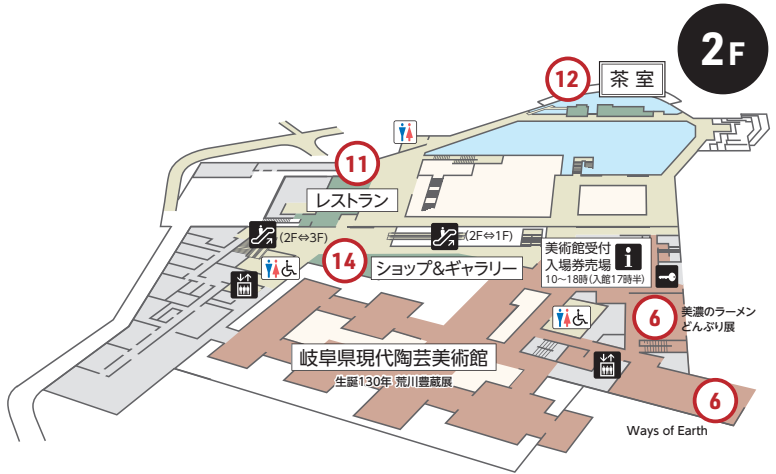 2F
12
茶室
11
レストラン
(2F⇔3F)
(2F⇔1F)
14
ショップ&ギャラリー
美術館受付
入場券売場
10〜18時(入館17時半)
i
6
美濃のラーメン
どんぶり展
岐阜県現代陶芸美術館
生誕130年 荒川豊蔵展
6
Ways of Earth